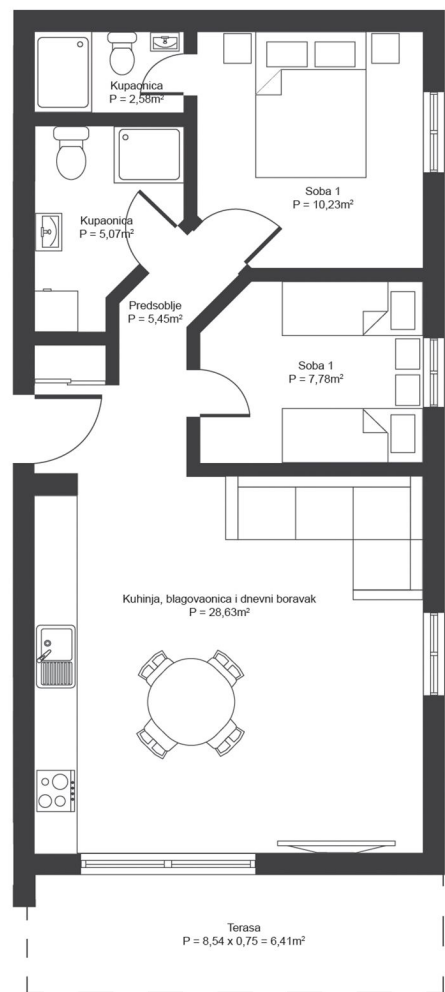 Kupaonica
P = 2,58m²
Soba 1
P = 10,23m²
Kupaonica
P = 5,07m²
Predsoblje
P = 5,45m²
Soba 1
P = 7,78m²
Kuhinja, blagovaonica i dnevni boravak
P = 28,63m²
Terasa
P = 8,54 x 0,75 = 6,41m²